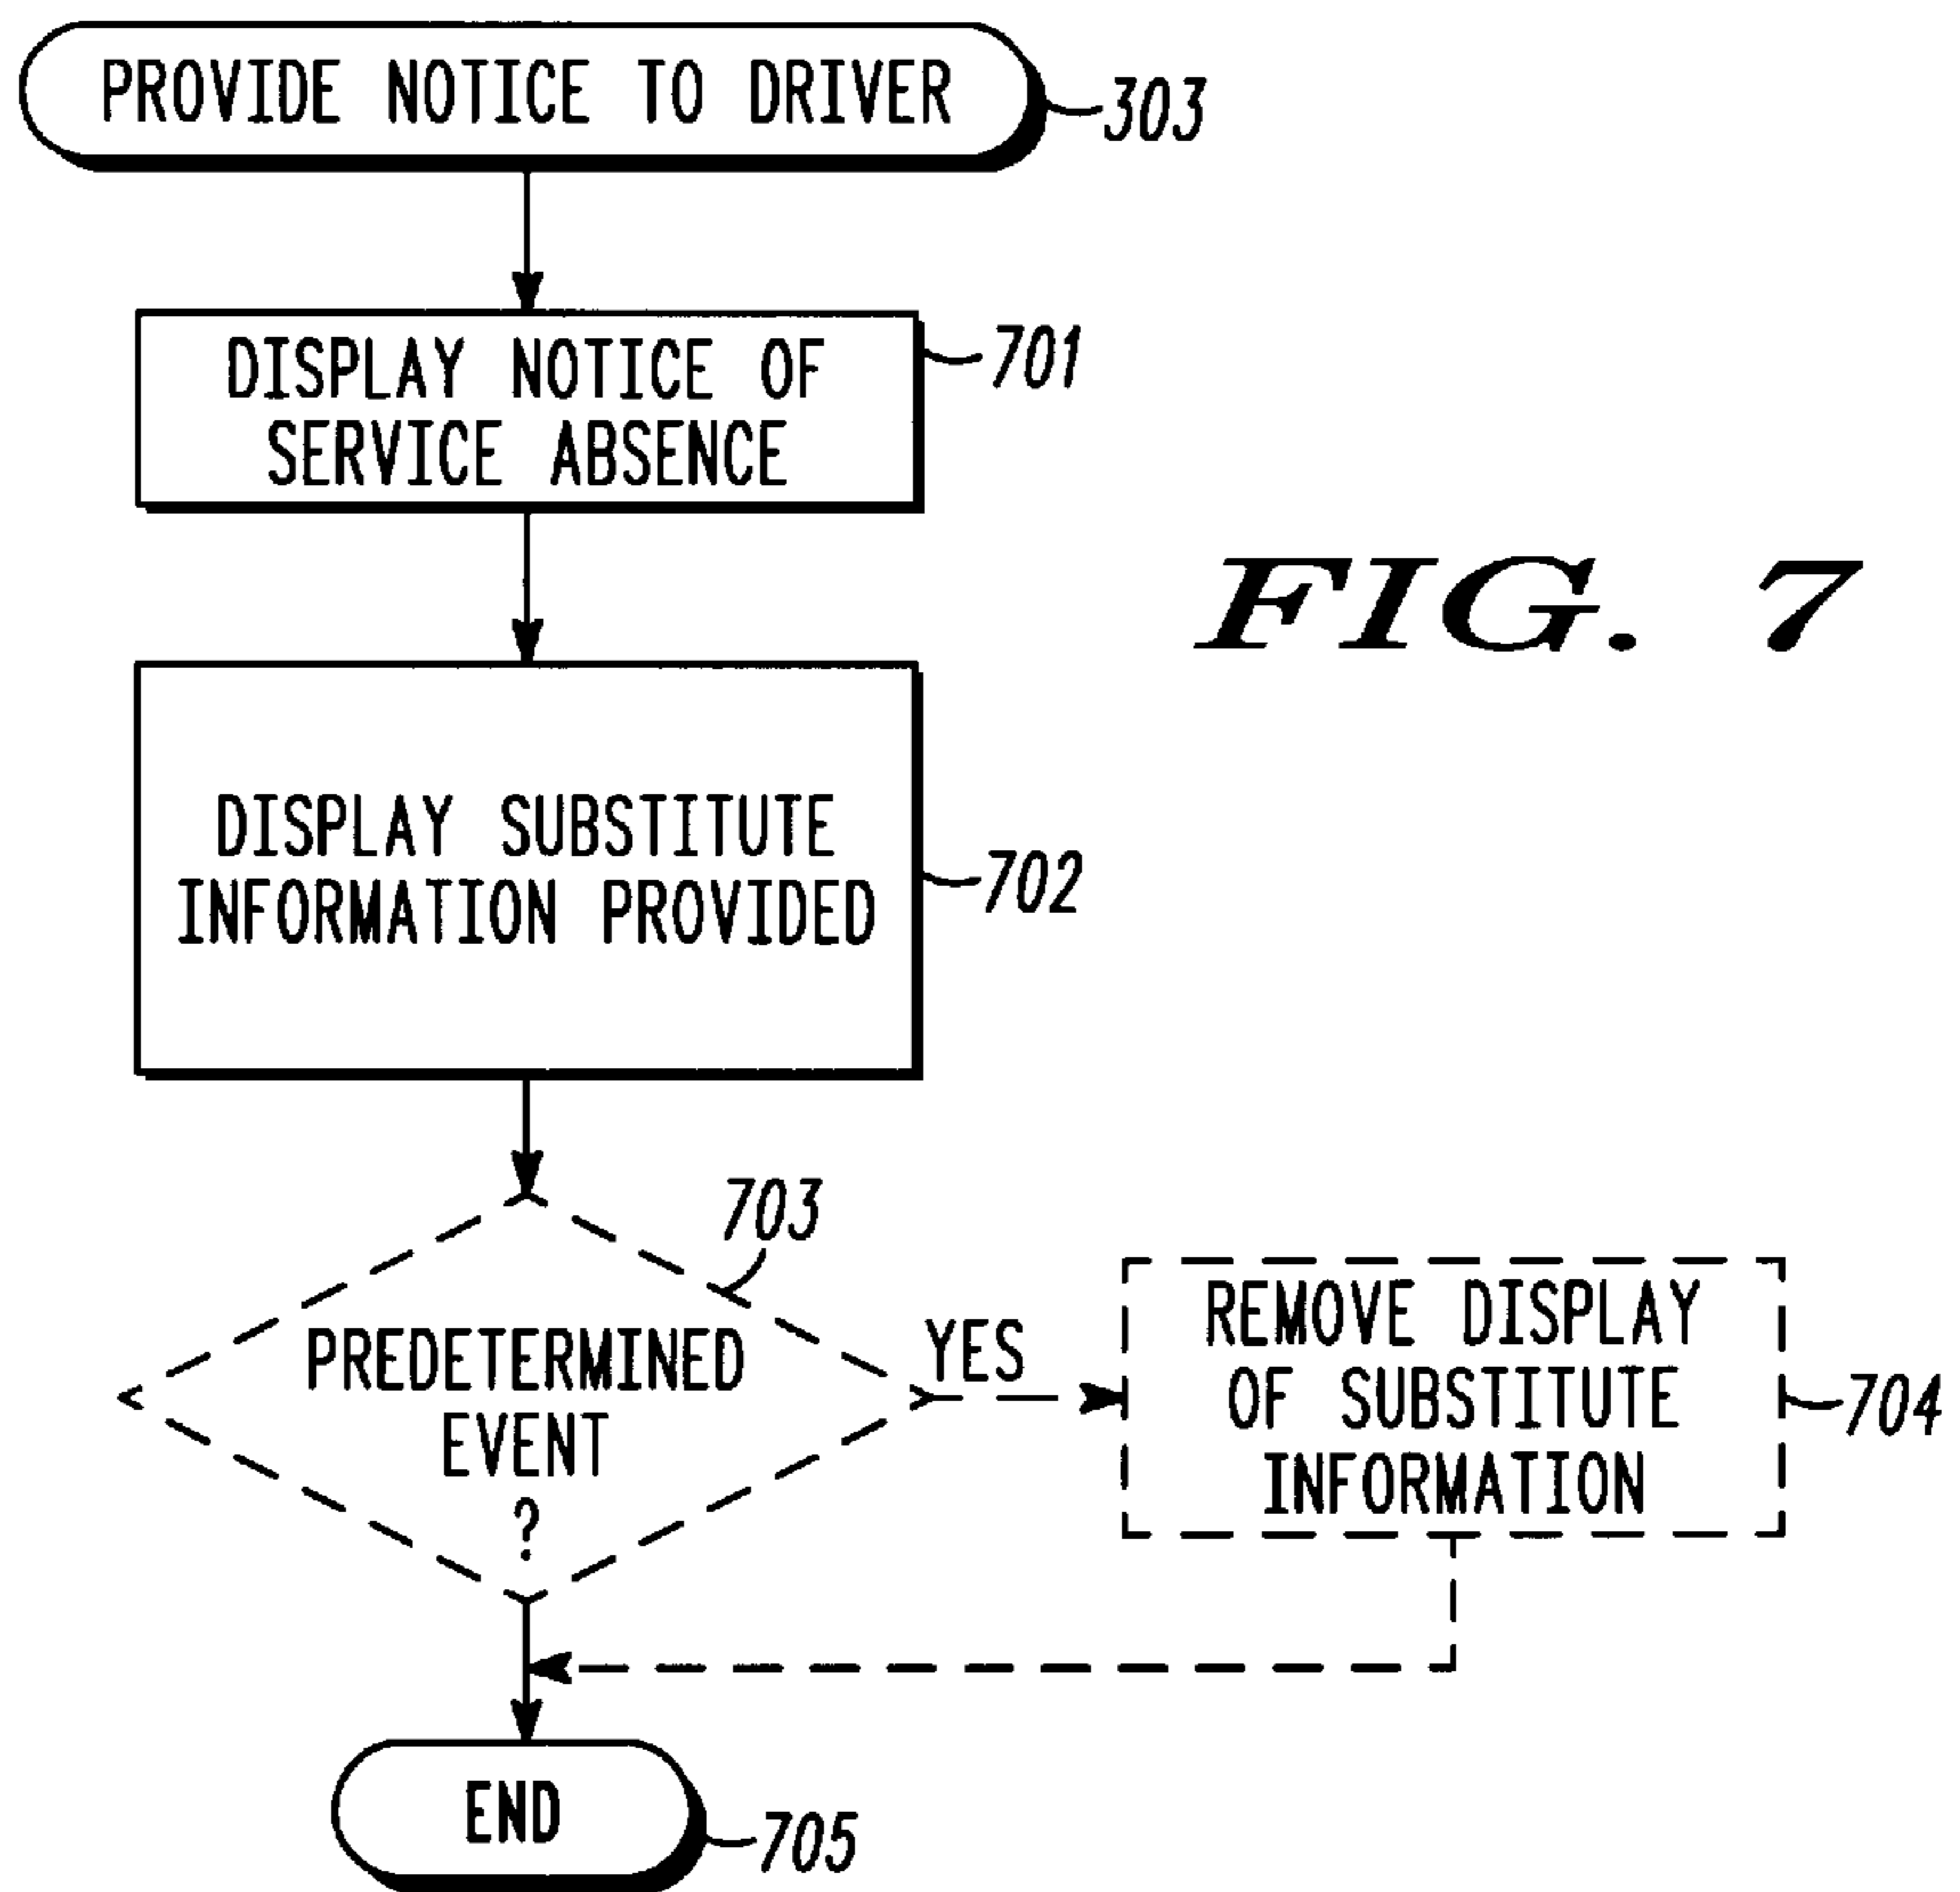 PROVIDE NOTICE TO DRIVER
303
DISPLAY NOTICE OF
SERVICE ABSENCE
701
FIG. 7
DISPLAY SUBSTITUTE
INFORMATION PROVIDED
702
703
PREDETERMINED
EVENT
?
YES
REMOVE DISPLAY
OF SUBSTITUTE
INFORMATION
704
END
705